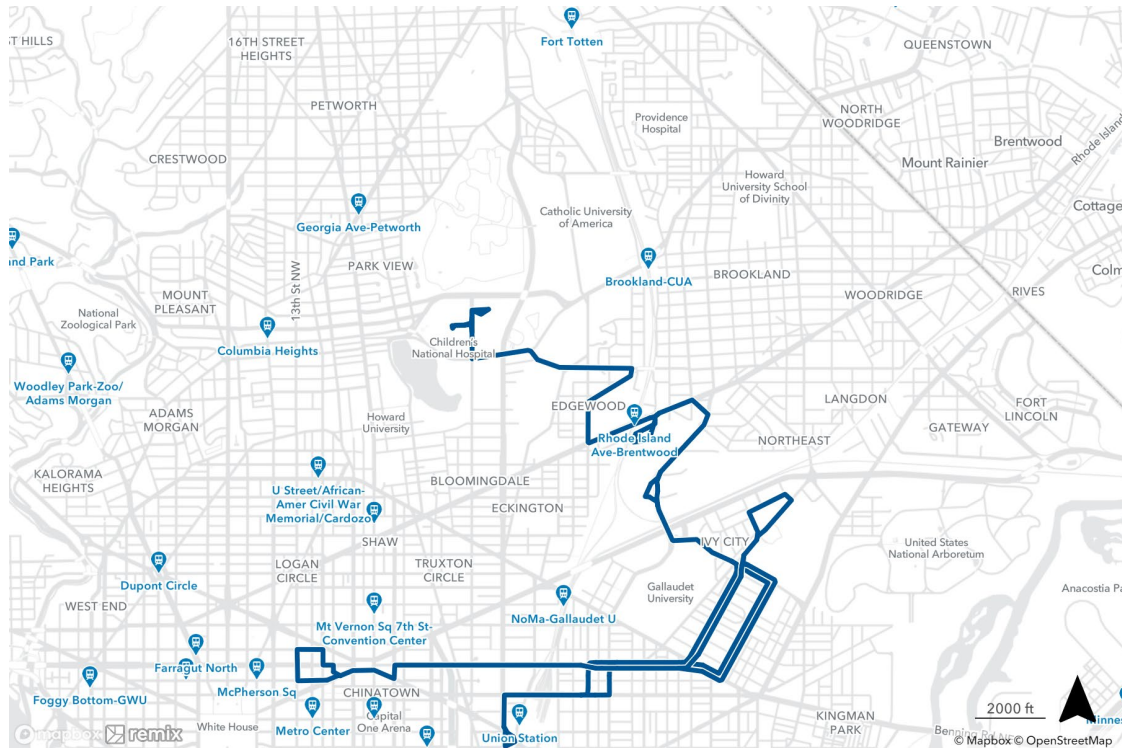 Fort Totten
ST HILLS
16TH STREET
HEIGHTS
QUEENSTOWN
PETWORTH
NORTH
WOODRIDGE
Providence
Hospital
Brentwood
Rhode Island
CRESTWOOD
Mount Rainier
Howard
University School
of Divinity
Cottage
Catholic University
of America
Georgia Ave-Petworth
and Park
PARK VIEW
Brookland-CUA
BROOKLAND
Colm
MOUNT
PLEASANT
13th St NW
WOODRIDGE
RIVES
National
Zoological Park
Columbia Heights
Children's
National Hospital
Woodley Park-Zoo/
Adams Morgan
ADAMS
MORGAN
EDGEWOOD
LANGDON
FORT
LINCOLN
Howard
University
Rhode Island
Ave-Brentwood
NORTHEAST
GATEWAY
KALORAMA
HEIGHTS
BLOOMINGDALE
U Street/African-
Amer Civil War
Memorial/Cardozo
ECKINGTON
SHAW
IVY CITY
United States
National Arboretum
LOGAN
CIRCLE
TRUXTON
CIRCLE
Dupont Circle
Gallaudet
University
Anacostia Pa
WEST END
Mt Vernon Sq 7th St-
Convention Center
NoMa-Gallaudet U
Farragut North
McPherson Sq
Foggy Bottom-GWU
CHINATOWN
2000 ft
White House
Metro Center
Capital
One Arena
Union Station
KINGMAN
PARK
Benning Rd NE
Minnes
mapbox remix
© Mapbox © OpenStreetMap